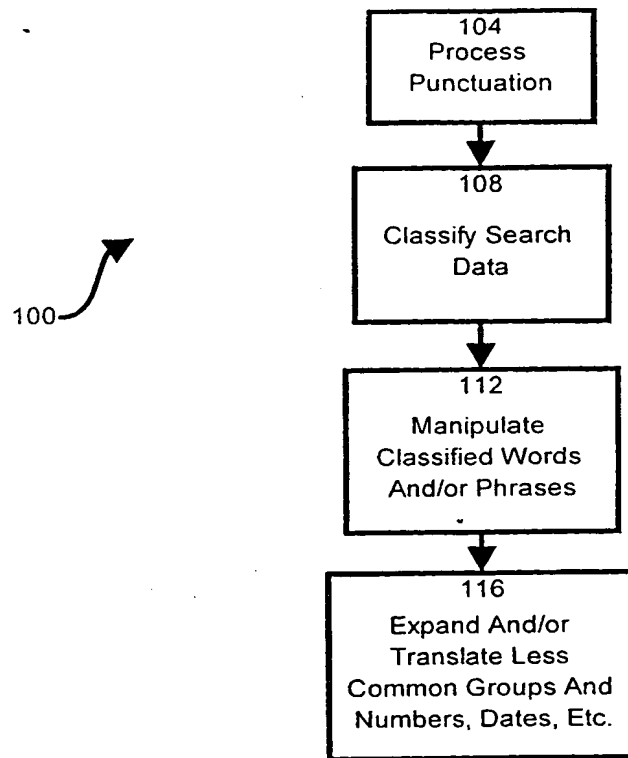 104
Process
Punctuation
108
Classify Search
Data
100
112
Manipulate
Classified Words
And/or Phrases
116
Expand And/or
Translate Less
Common Groups And
Numbers, Dates, Etc.